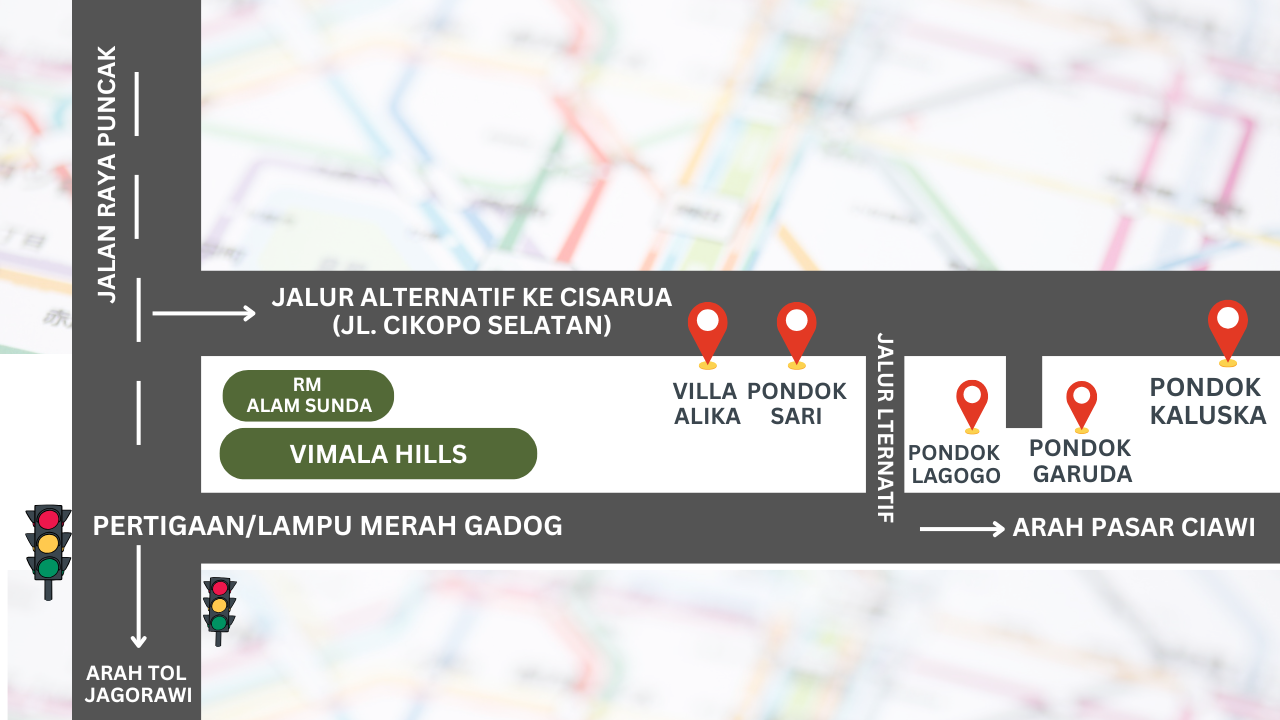 JALAN RAYA PUNCAK
JALUR ALTERNATIF KE CISARUA
(JL. CIKOPO SELATAN)
RM
ALAM SUNDA
VIMALA HILLS
VILLA
ALIKA
PONDOK
SARI
JALUR LTERNATIF
PONDOK
LAGOGO
PONDOK
GARUDA
PONDOK
KALUSKA
PERTIGAAN/LAMPU MERAH GADOG
ARAH PASAR CIAWI
ARAH TOL
JAGORAWI